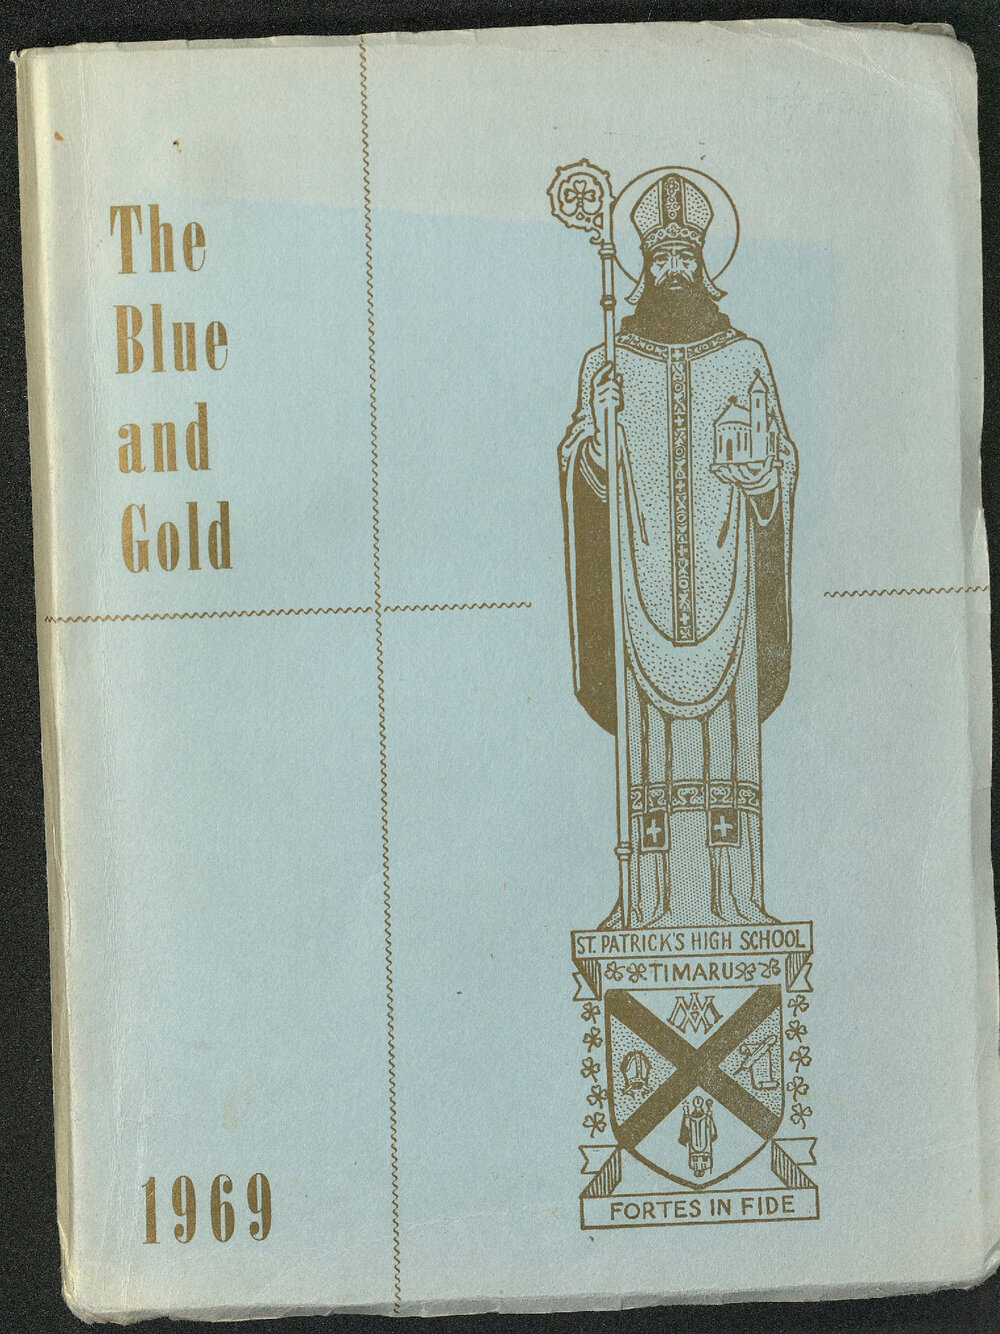 The
Blue
and
Gold
ST. PATRICK'S HIGH SCHOOL
TIMARU
FORTES IN FIDE
1969